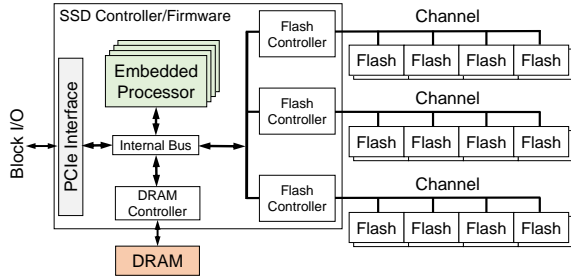 SSD Controller/Firmware
Block I/O
PCIe Interface
Embedded
Processor
Internal Bus
DRAM
Controller
DRAM
Flash
Controller
Channel
Flash Flash Flash Flash
Flash
Controller
Channel
Flash Flash Flash Flash
Flash
Controller
Channel
Flash Flash Flash Flash